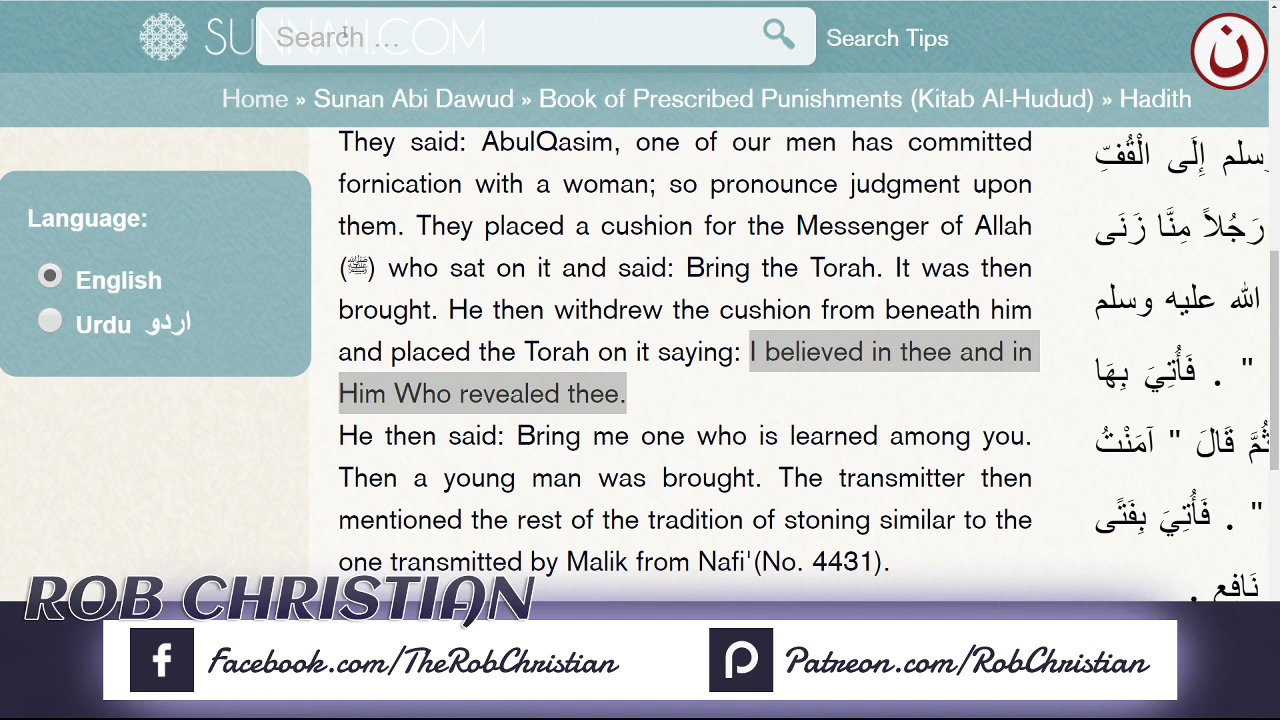 SUNNAH.COM
Search ...
Search Tips
ن
Home » Sunan Abi Dawud » Book of Prescribed Punishments (Kitab Al-Hudud) » Hadith
They said: AbulQasim, one of our men has committed
fornication with a woman; so pronounce judgment upon
them. They placed a cushion for the Messenger of Allah
(ﷺ) who sat on it and said: Bring the Torah. It was then
brought. He then withdrew the cushion from beneath him
and placed the Torah on it saying: I believed in thee and in
Him Who revealed thee.
He then said: Bring me one who is learned among you.
Then a young man was brought. The transmitter then
mentioned the rest of the tradition of stoning similar to the
one transmitted by Malik from Nafi'(No. 4431).
Language:
English
Urdu اردو
وسلم إِلَى الْقُفِّ
رَجُلاً مِنَّا زَنَى
الله عليه وسلم
" . فَأُتِيَ بِهَا
ثُمَّ قَالَ " آمَنْتُ
" . فَأُتِيَ بِفَتًى
نَافِعٍ .
ROB CHRISTIAN
Facebook.com/TheRobChristian
Patreon.com/RobChristian